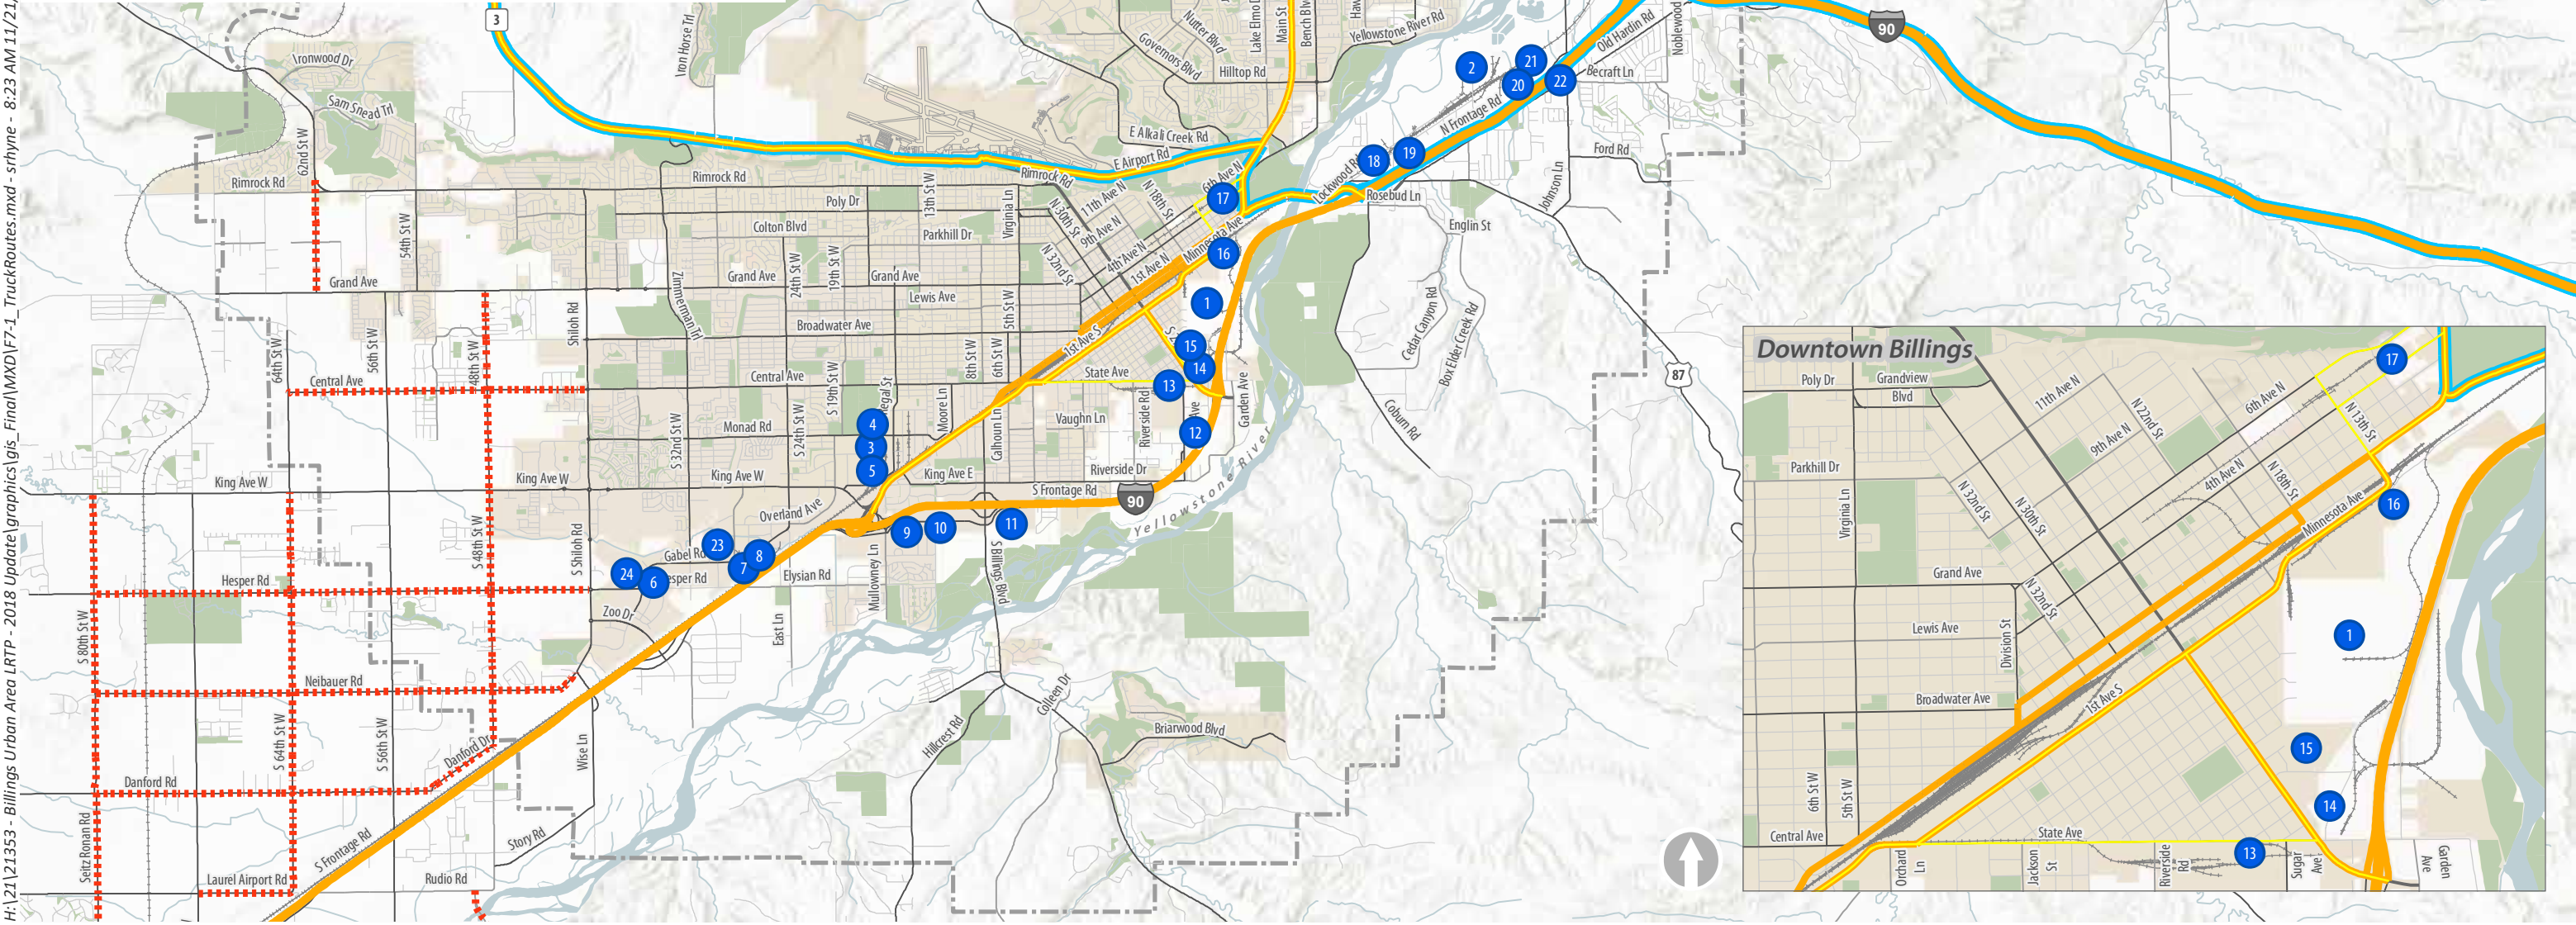 H:\21\21353 - Billings Urban Area LRTP - 2018 Update\graphics\gis_Final\MXD\F7-1_TruckRoutes.mxd - srhyne - 8:23 AM 11/21/
3
Ironwood Dr
Sam Snead Trl
62nd St W
Iron Horse Trl
Nutter Blvd
Governors Blvd
Lake Elmo D
Main St
Bench Blv
Haw
Yellowstone River Rd
Hilltop Rd
Old Hardin Rd
Noblewood
90
Becraft Ln
2
21
20
22
N Frontage Rd
E Alkali Creek Rd
E Airport Rd
Rimrock Rd
Rimrock Rd
Rimrock Rd
18
19
Lockwood R
Rosebud Ln
Ford Rd
Johnson Ln
6th Ave N
17
11th Ave N
N 18th St
N 30th St
9th Ave N
13th St W
Virginia Ln
Poly Dr
Colton Blvd
Parkhill Dr
54th St W
Englin St
Minnesota Ave
16
4th Ave N
1st Ave N
N 32nd St
Grand Ave
Grand Ave
Grand Ave
24th St W
19th St W
Zimmerman Trl
Lewis Ave
5th St W
1
Shiloh Rd
Broadwater Ave
1st Ave S
64th St W
56th St W
48th St W
8th St W
6th St W
15
14
13
State Ave
Central Ave
Central Ave
S 19th St W
Moore Ln
Cedar Canyon Rd
Box Elder Creek Rd
87
Coburn Rd
Garden Ave
Riverside Rd
Vaughn Ln
Calhoun Ln
4
3
5
12
Ave
Monad Rd
S 32nd St W
S 24th St W
King Ave W
King Ave W
King Ave W
King Ave E
Riverside Dr
S Frontage Rd
90
Yellowstone River
Overland Ave
9
10
11
S 48th St W
S Shiloh Rd
23
8
7
24
6
Gabel Rd
esper Rd
Elysian Rd
Mullowney Ln
S Billings Blvd
Hesper Rd
Zoo Dr
East Ln
S 80th St W
Neibauer Rd
S 64th St W
S 56th St W
Danford Dr
Danford Rd
Wise Ln
Hillcrest Rd
Colleen Dr
Briarwood Blvd
Seitz Ronan Rd
S Frontage Rd
Story Rd
Laurel Airport Rd
Rudio Rd
Downtown Billings
Poly Dr
Grandview
Blvd
11th Ave N
N 22nd St
9th Ave N
6th Ave N
17
N 13th St
Parkhill Dr
Virginia Ln
N 32nd St
N 30th St
4th Ave N
N 18th St
Minnesota Ave
16
Grand Ave
N 32nd St
Lewis Ave
Division St
1
Broadwater Ave
1st Ave S
15
14
6th St W
5th St W
Central Ave
State Ave
13
Orchard
Ln
Jackson
St
Riverside
Rd
Sugar
Ave
Garden
Ave